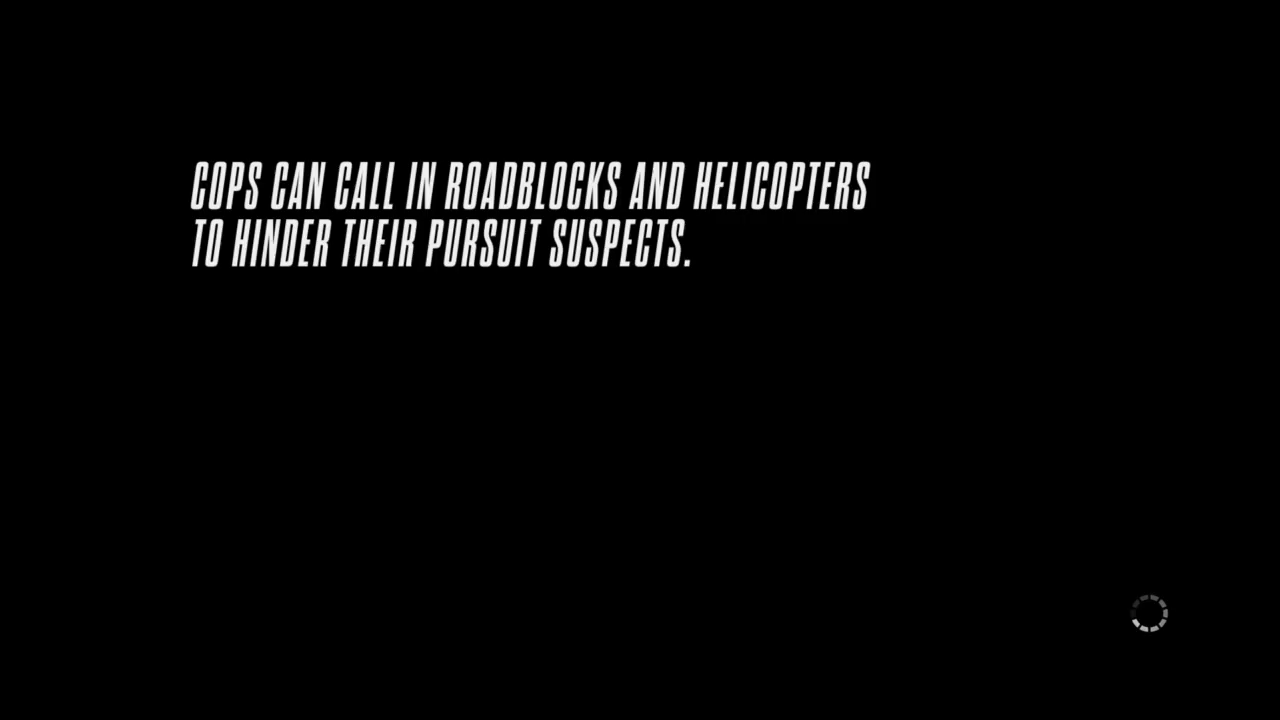 COPS CAN CALL IN ROADBLOCKS AND HELICOPTERS
TO HINDER THEIR PURSUIT SUSPECTS.